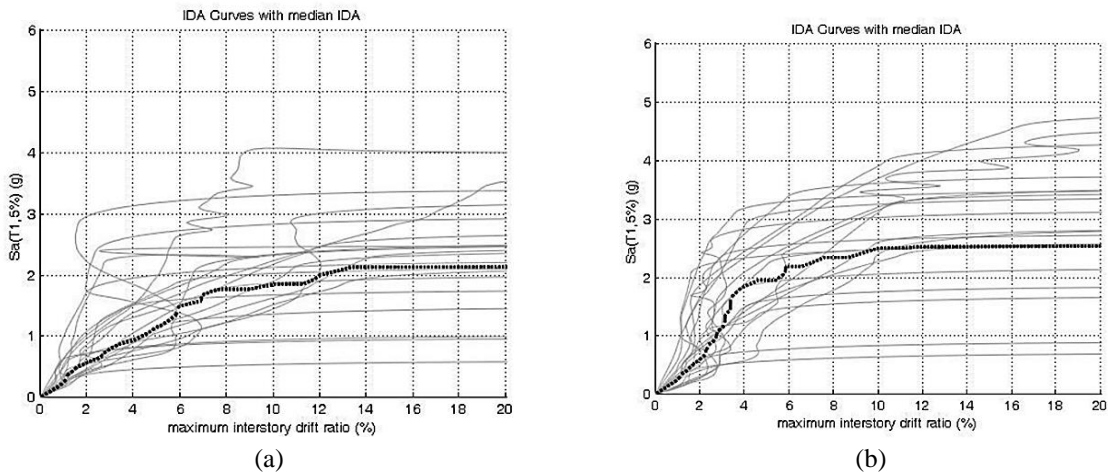 IDA Curves with median IDA
6
5
4
3
2
1
0
Sa(T1,5%) (g)
0 2 4 6 8 10 12 14 16 18 20
maximum interstory drift ratio (%)
(a)
IDA Curves with median IDA
6
5
4
3
2
1
0
Sa(T1,5%) (g)
0 2 4 6 8 10 12 14 16 18 20
maximum interstory drift ratio (%)
(b)